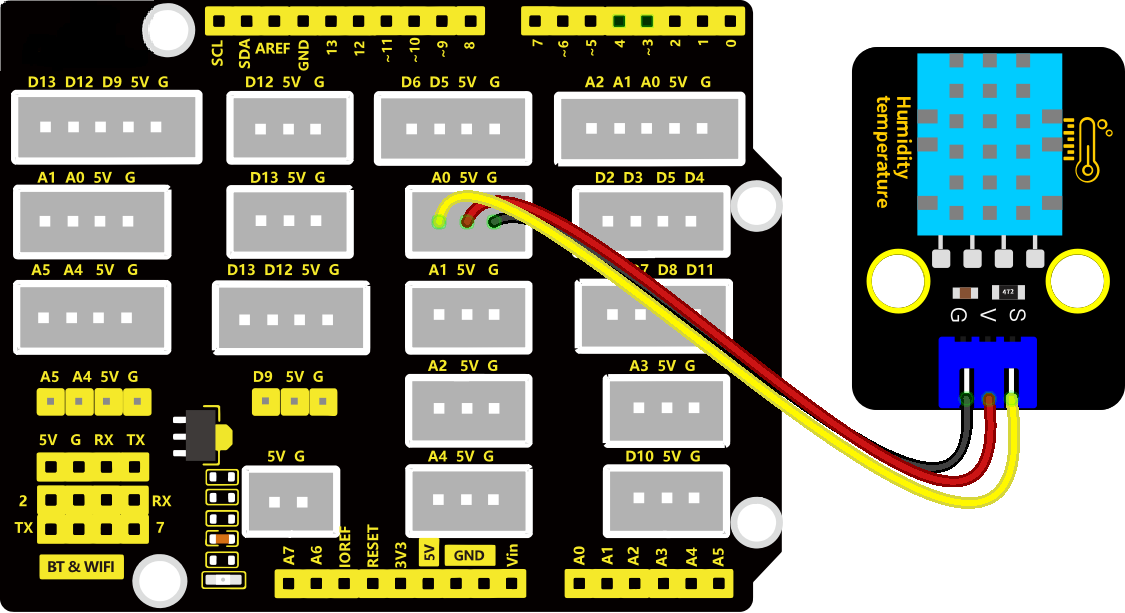 SCL SDA AREF GND 13 12 ~11 ~10 ~9 8 7 ~6 ~5 4 ~3 2 1 0
D13 D12 D9 5V G
D12 5V G
D6 D5 5V G
A2 A1 A0 5V G
A1 A0 5V G
D13 5V G
A0 5V G
D2 D3 D5 D4
A5 A4 5V G
D13 D12 5V G
A1 5V G
D8 D11
A2 5V G
A3 5V G
A5 A4 5V G
D9 5V G
5V G RX TX
2 RX
TX 7
BT & WIFI
5V G
A4 5V G
D10 5V G
A7 A6 IOREF RESET 3V3 5V GND Vin A0 A1 A2 A3 A4 A5
Humidity
temperature
472
G V S